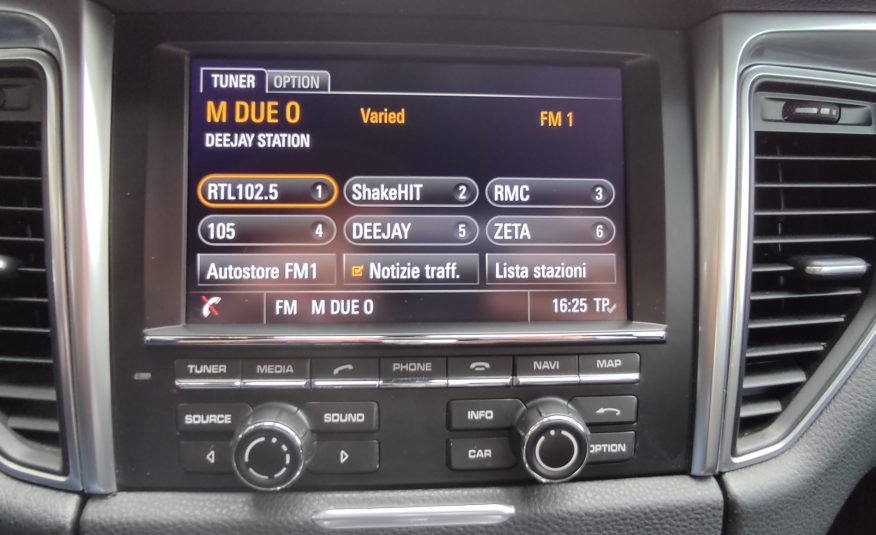 TUNER OPTION
M DUE O Varied FM 1
DEEJAY STATION
RTL102.5 1 ShakeHIT 2 RMC 3
105 4 DEEJAY 5 ZETA 6
Autostore FM1 Notizie traff. Lista stazioni
FM M DUE O 16:25 TP
TUNER MEDIA PHONE NAVI MAP
SOURCE SOUND INFO
CAR OPTION